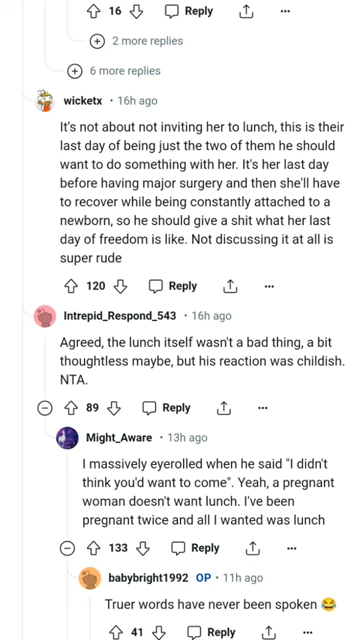 16 Reply
2 more replies
6 more replies
wicketx • 16h ago
It's not about not inviting her to lunch, this is their
last day of being just the two of them he should
want to do something with her. It's her last day
before having major surgery and then she'll have
to recover while being constantly attached to a
newborn, so he should give a shit what her last
day of freedom is like. Not discussing it at all is
super rude
120 Reply
Intrepid_Respond_543 • 16h ago
Agreed, the lunch itself wasn't a bad thing, a bit
thoughtless maybe, but his reaction was childish.
NTA.
89 Reply
Might_Aware • 13h ago
I massively eyerolled when he said "I didn't
think you'd want to come". Yeah, a pregnant
woman doesn't want lunch. I've been
pregnant twice and all I wanted was lunch
133 Reply
babybright1992 OP • 11h ago
Truer words have never been spoken 😂
41 Reply